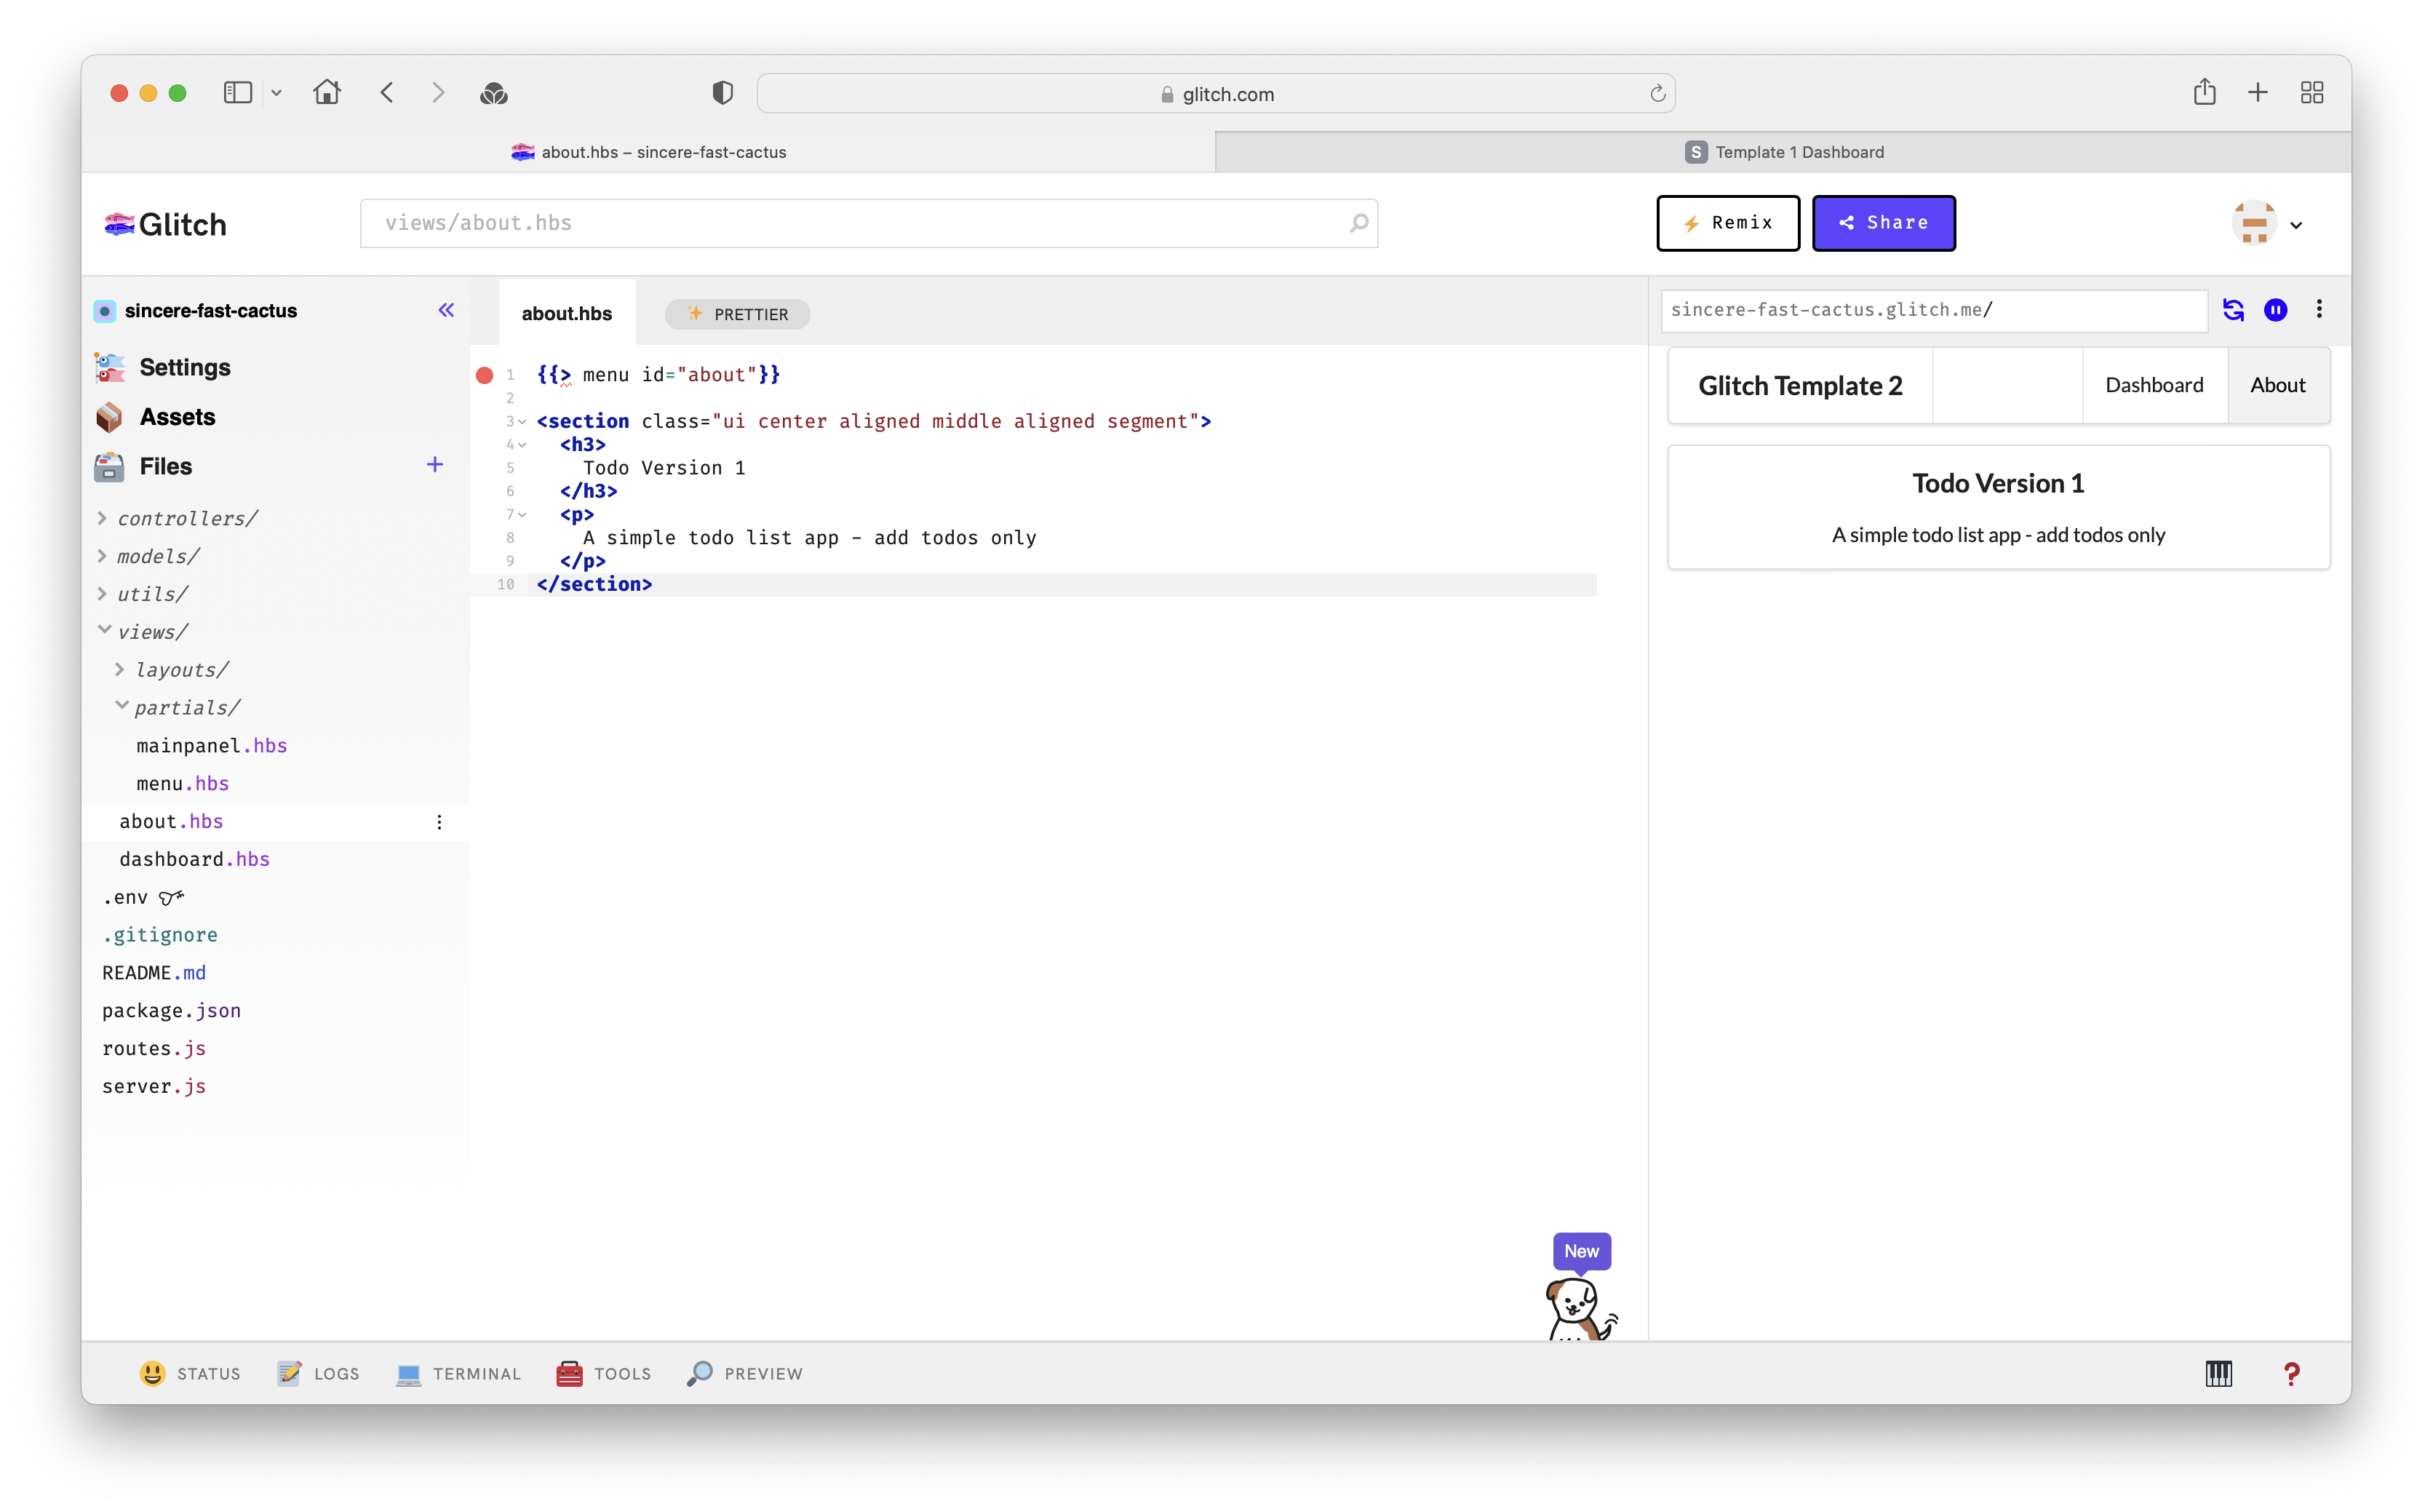 glitch.com
about.hbs – sincere-fast-cactus
S Template 1 Dashboard
Glitch
views/about.hbs
Remix
Share
sincere-fast-cactus
Settings
Assets
Files
controllers/
models/
utils/
views/
layouts/
partials/
mainpanel.hbs
menu.hbs
about.hbs
dashboard.hbs
.env
.gitignore
README.md
package.json
routes.js
server.js
about.hbs
PRETTIER
1 {{> menu id="about"}}
2
3 <section class="ui center aligned middle aligned segment">
4 <h3>
5 Todo Version 1
6 </h3>
7 <p>
8 A simple todo list app - add todos only
9 </p>
10 </section>
New
sincere-fast-cactus.glitch.me/
Glitch Template 2 Dashboard About
Todo Version 1
A simple todo list app - add todos only
STATUS LOGS TERMINAL TOOLS PREVIEW ?